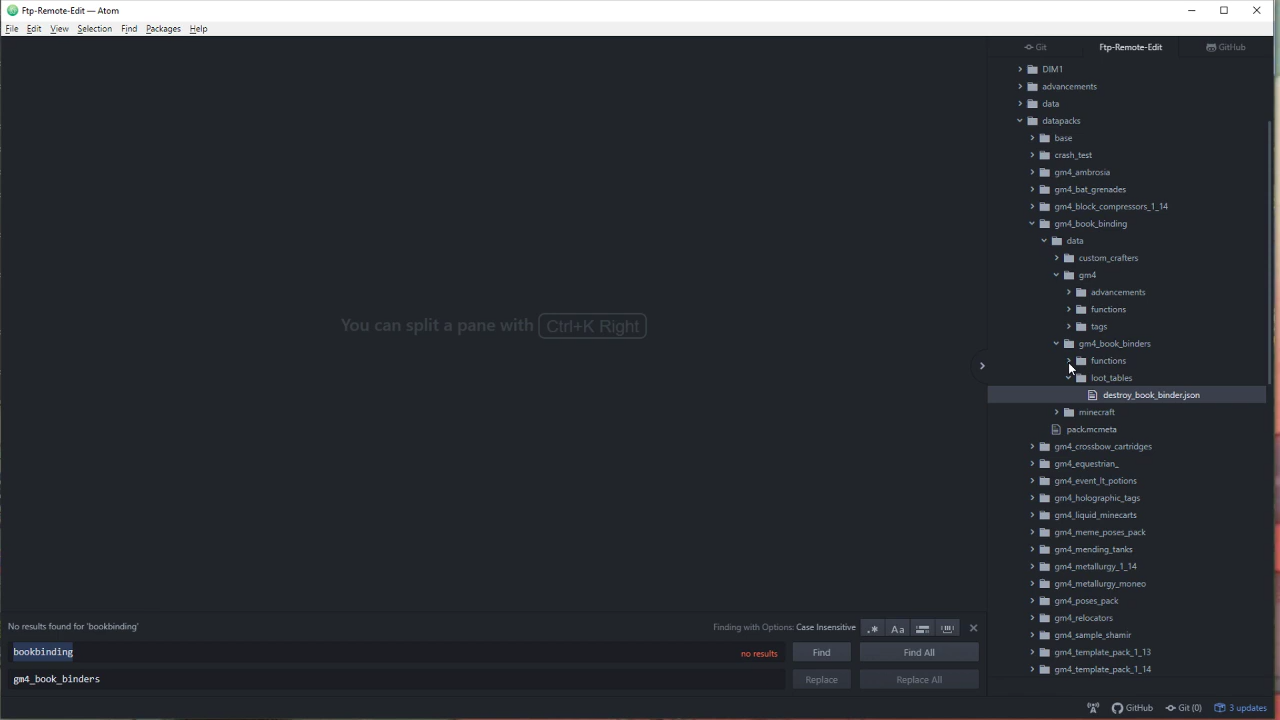 Ftp-Remote-Edit — Atom
File Edit View Selection Find Packages Help
Git Ftp-Remote-Edit GitHub
DIM1
advancements
data
datapacks
base
crash_test
gm4_ambrosia
gm4_bat_grenades
gm4_block_compressors_1_14
gm4_book_binding
data
custom_crafters
gm4
advancements
functions
tags
gm4_book_binders
functions
loot_tables
destroy_book_binder.json
minecraft
pack.mcmeta
gm4_crossbow_cartridges
gm4_equestrian_
gm4_event_lt_potions
gm4_holographic_tags
gm4_liquid_minecarts
gm4_meme_poses_pack
gm4_mending_tanks
gm4_metallurgy_1_14
gm4_metallurgy_moneo
gm4_poses_pack
gm4_relocators
gm4_sample_shamir
gm4_template_pack_1_13
gm4_template_pack_1_14
You can split a pane with Ctrl+K Right
No results found for 'bookbinding' Finding with Options: Case Insensitive .* Aa
bookbinding no results Find Find All
gm4_book_binders Replace Replace All
GitHub Git (0) 3 updates